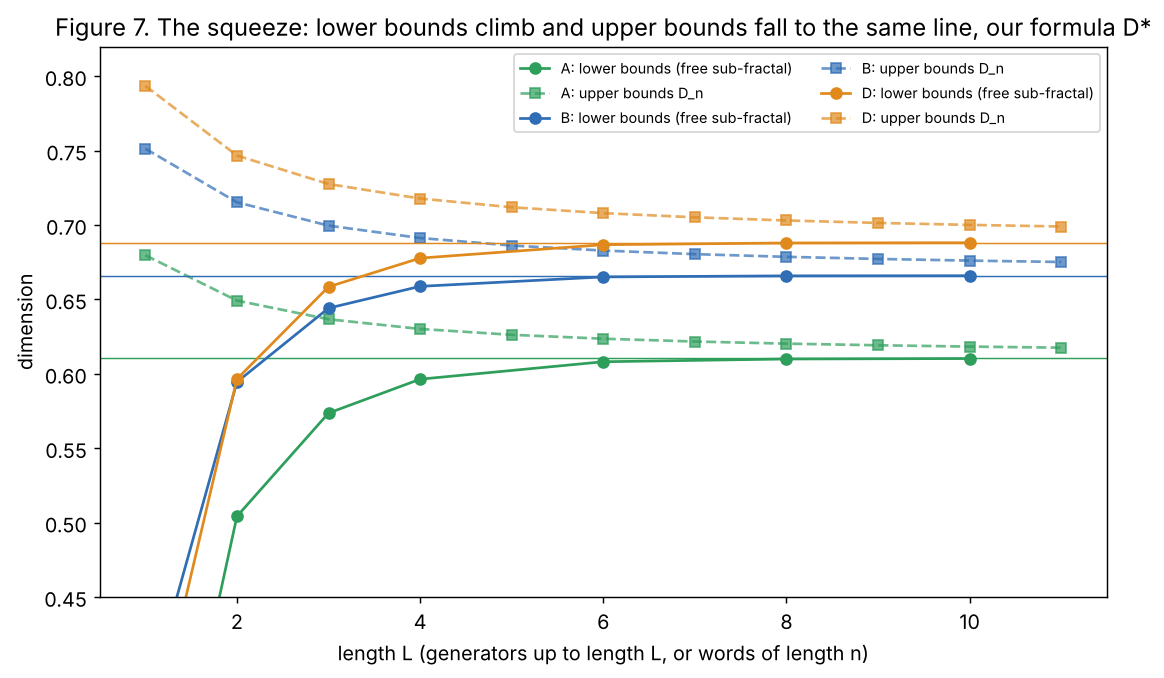 Figure 7. The squeeze: lower bounds climb and upper bounds fall to the same line, our formula D*
A: lower bounds (free sub-fractal)
A: upper bounds D_n
B: lower bounds (free sub-fractal)
B: upper bounds D_n
D: lower bounds (free sub-fractal)
D: upper bounds D_n
dimension
0.80
0.75
0.70
0.65
0.60
0.55
0.50
0.45
2
4
6
8
10
length L (generators up to length L, or words of length n)